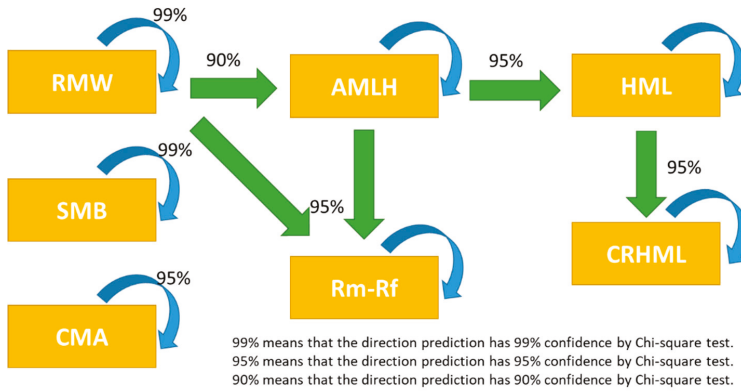 99%
RMW
90%
AMLH
95%
HML
99%
SMB
95%
95%
CRHML
95%
CMA
Rm-Rf
99% means that the direction prediction has 99% confidence by Chi-square test.
95% means that the direction prediction has 95% confidence by Chi-square test.
90% means that the direction prediction has 90% confidence by Chi-square test.